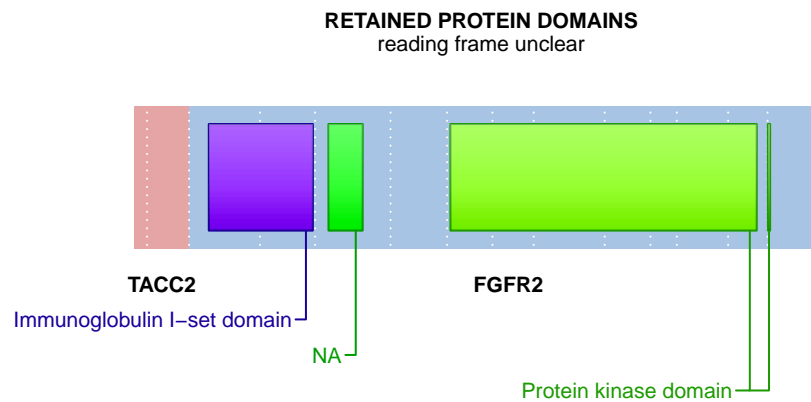 RETAINED PROTEIN DOMAINS
reading frame unclear
TACC2
FGFR2
Immunoglobulin I−set domain
NA
Protein kinase domain